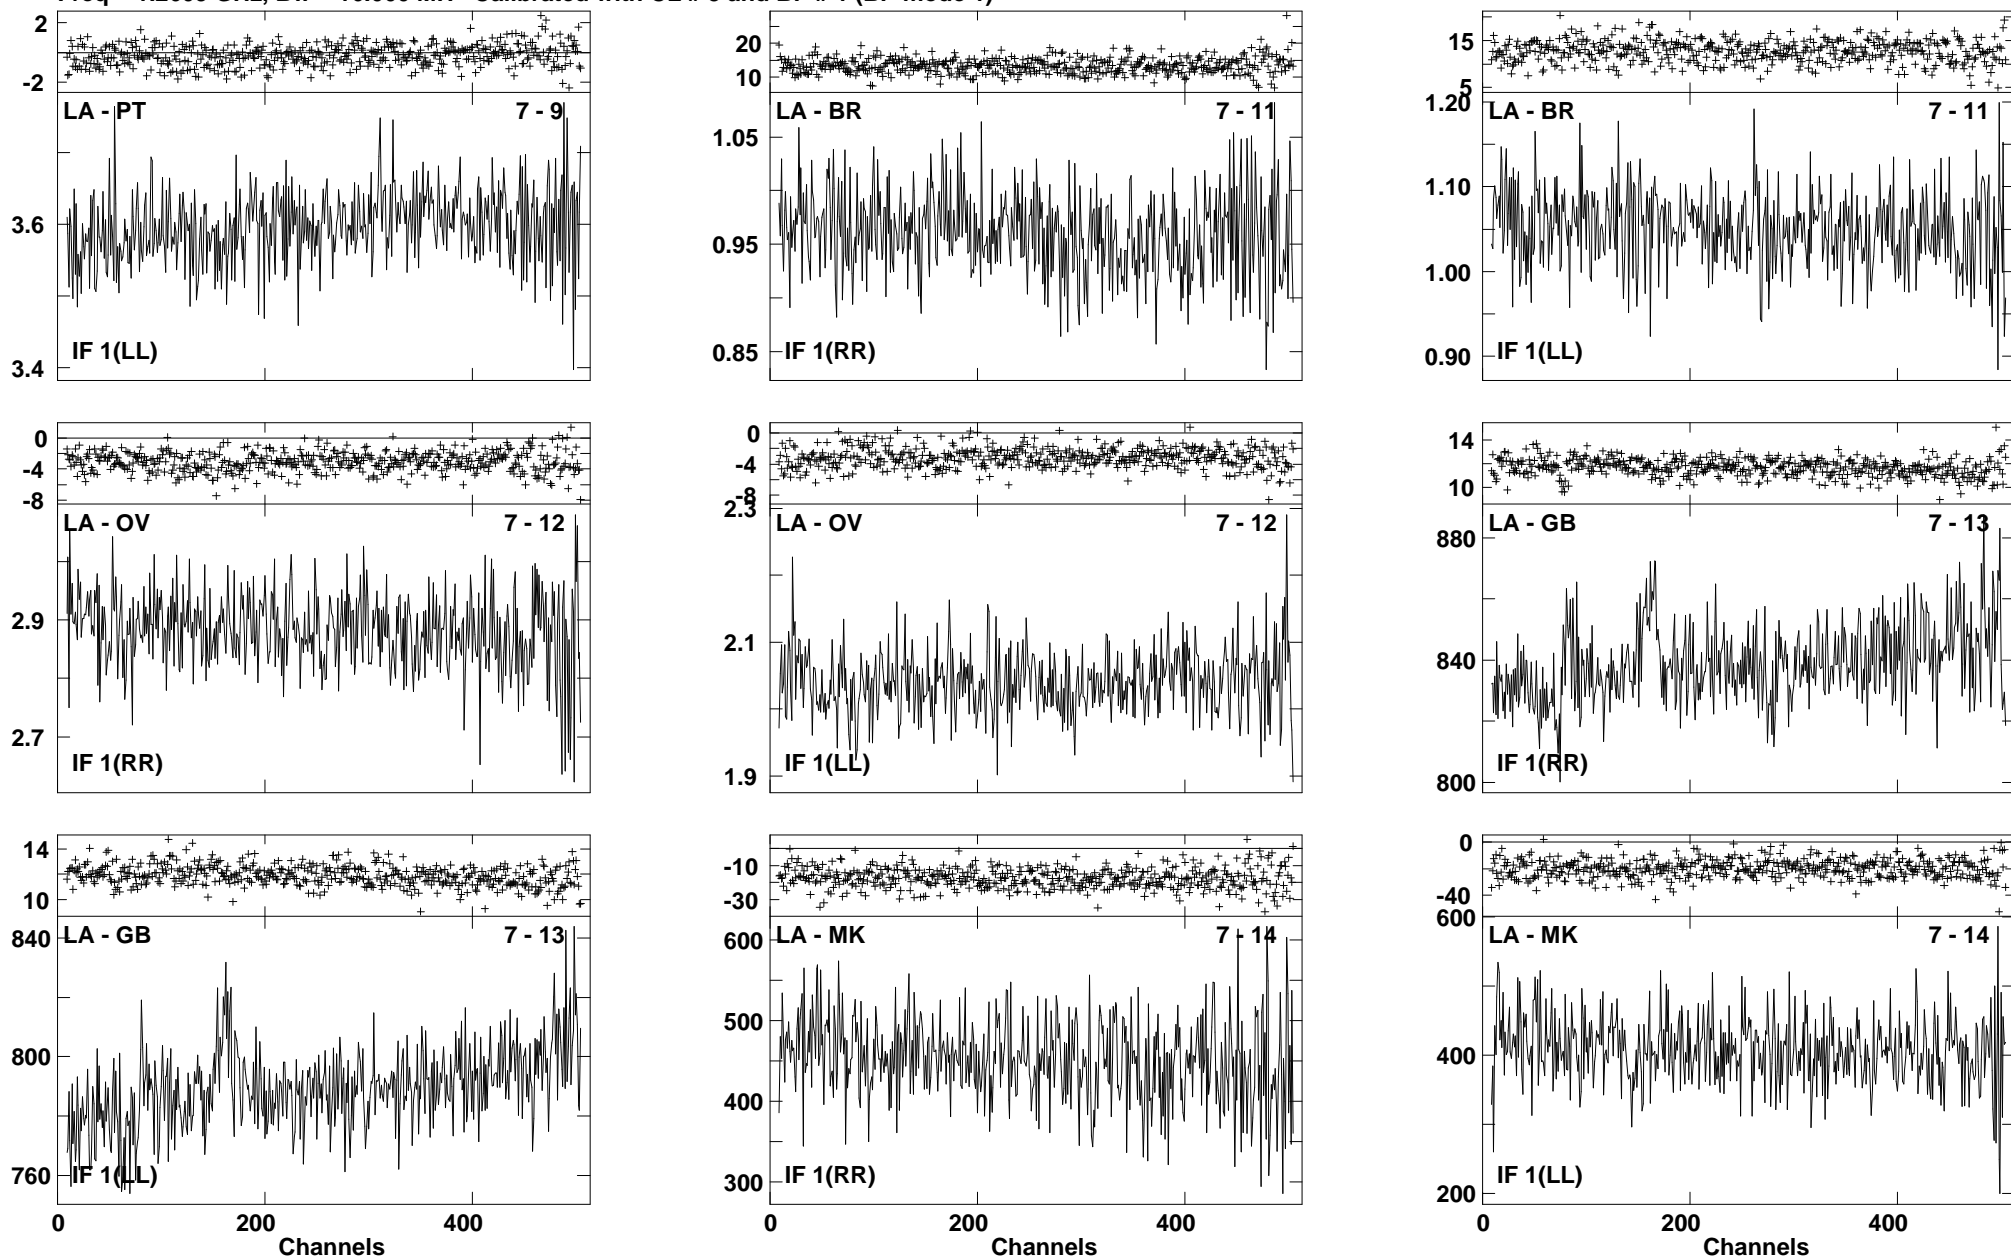 2
-2
LA - PT 7 - 9
3.6
3.4
IF 1(LL)
20
10
LA - BR 7 - 11
1.05
0.95
0.85
IF 1(RR)
15
5
1.20
LA - BR 7 - 11
1.10
1.00
0.90
IF 1(LL)
0
-4
-8
LA - OV 7 - 12
2.9
2.7
IF 1(RR)
0
-4
-8
2.3
LA - OV 7 - 12
2.1
1.9
IF 1(LL)
14
10
LA - GB 7 - 13
880
840
800
IF 1(RR)
14
10
LA - GB 7 - 13
840
800
760
IF 1(LL)
0 200 400
Channels
-10
-30
LA - MK 7 - 14
600
500
400
300
IF 1(RR)
0 200 400
Channels
0
-40
600
LA - MK 7 - 14
400
200
IF 1(LL)
0 200 400
Channels